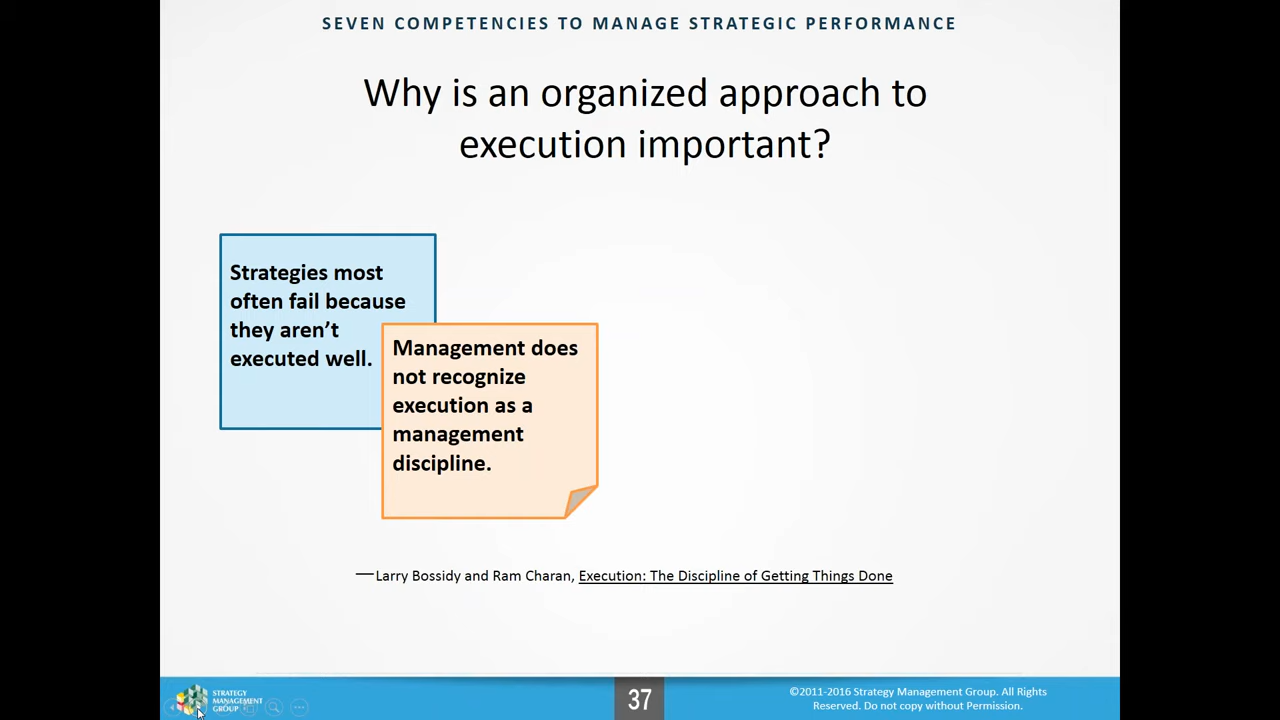 SEVEN COMPETENCIES TO MANAGE STRATEGIC PERFORMANCE
Why is an organized approach to
execution important?
Strategies most
often fail because
they aren’t
executed well.
Management does
not recognize
execution as a
management
discipline.
—Larry Bossidy and Ram Charan, Execution: The Discipline of Getting Things Done
STRATEGY
MANAGEMENT
GROUP
37
©2011-2016 Strategy Management Group. All Rights
Reserved. Do not copy without Permission.